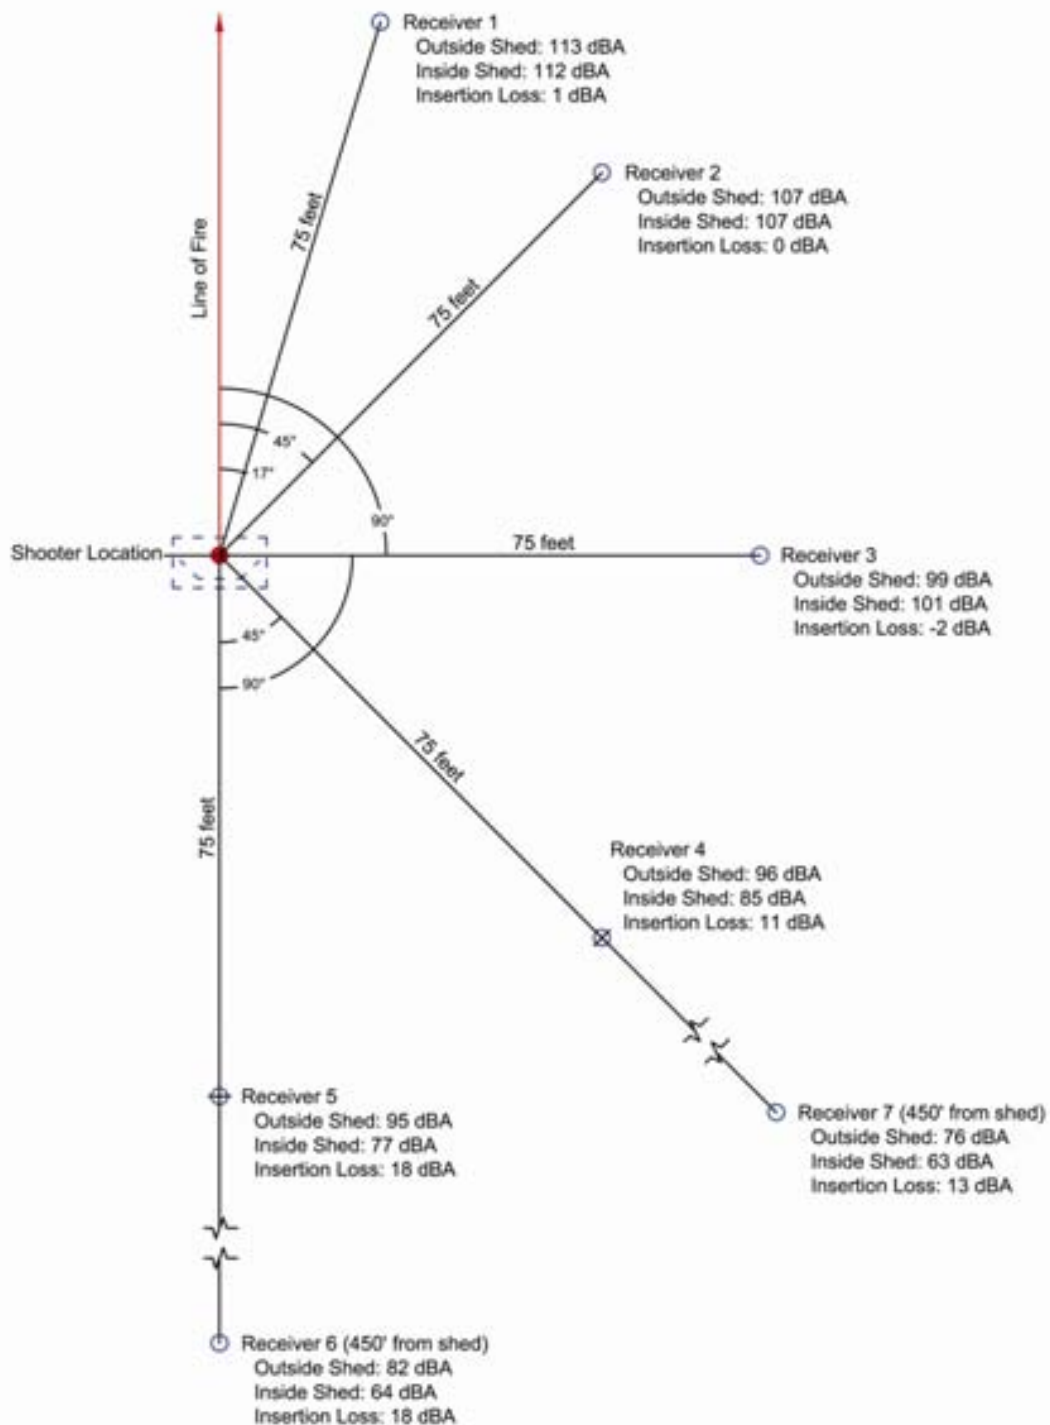 Receiver 1
Outside Shed: 113 dBA
Inside Shed: 112 dBA
Insertion Loss: 1 dBA
Receiver 2
Outside Shed: 107 dBA
Inside Shed: 107 dBA
Insertion Loss: 0 dBA
75 feet
Line of Fire
75 feet
45°
17°
90°
Shooter Location
75 feet
Receiver 3
Outside Shed: 99 dBA
Inside Shed: 101 dBA
Insertion Loss: -2 dBA
45°
90°
75 feet
75 feet
Receiver 4
Outside Shed: 96 dBA
Inside Shed: 85 dBA
Insertion Loss: 11 dBA
Receiver 5
Outside Shed: 95 dBA
Inside Shed: 77 dBA
Insertion Loss: 18 dBA
Receiver 7 (450' from shed)
Outside Shed: 76 dBA
Inside Shed: 63 dBA
Insertion Loss: 13 dBA
Receiver 6 (450' from shed)
Outside Shed: 82 dBA
Inside Shed: 64 dBA
Insertion Loss: 18 dBA